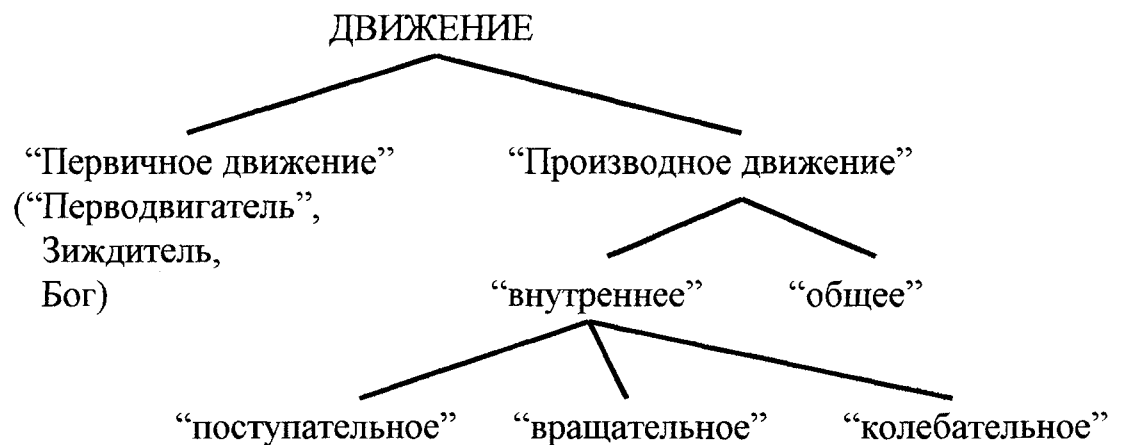 ДВИЖЕНИЕ
“Первичное движение” “Производное движение”
(“Перводвигатель”,
Зиждитель,
Бог) “внутреннее” “общее”
“поступательное” “вращательное” “колебательное”